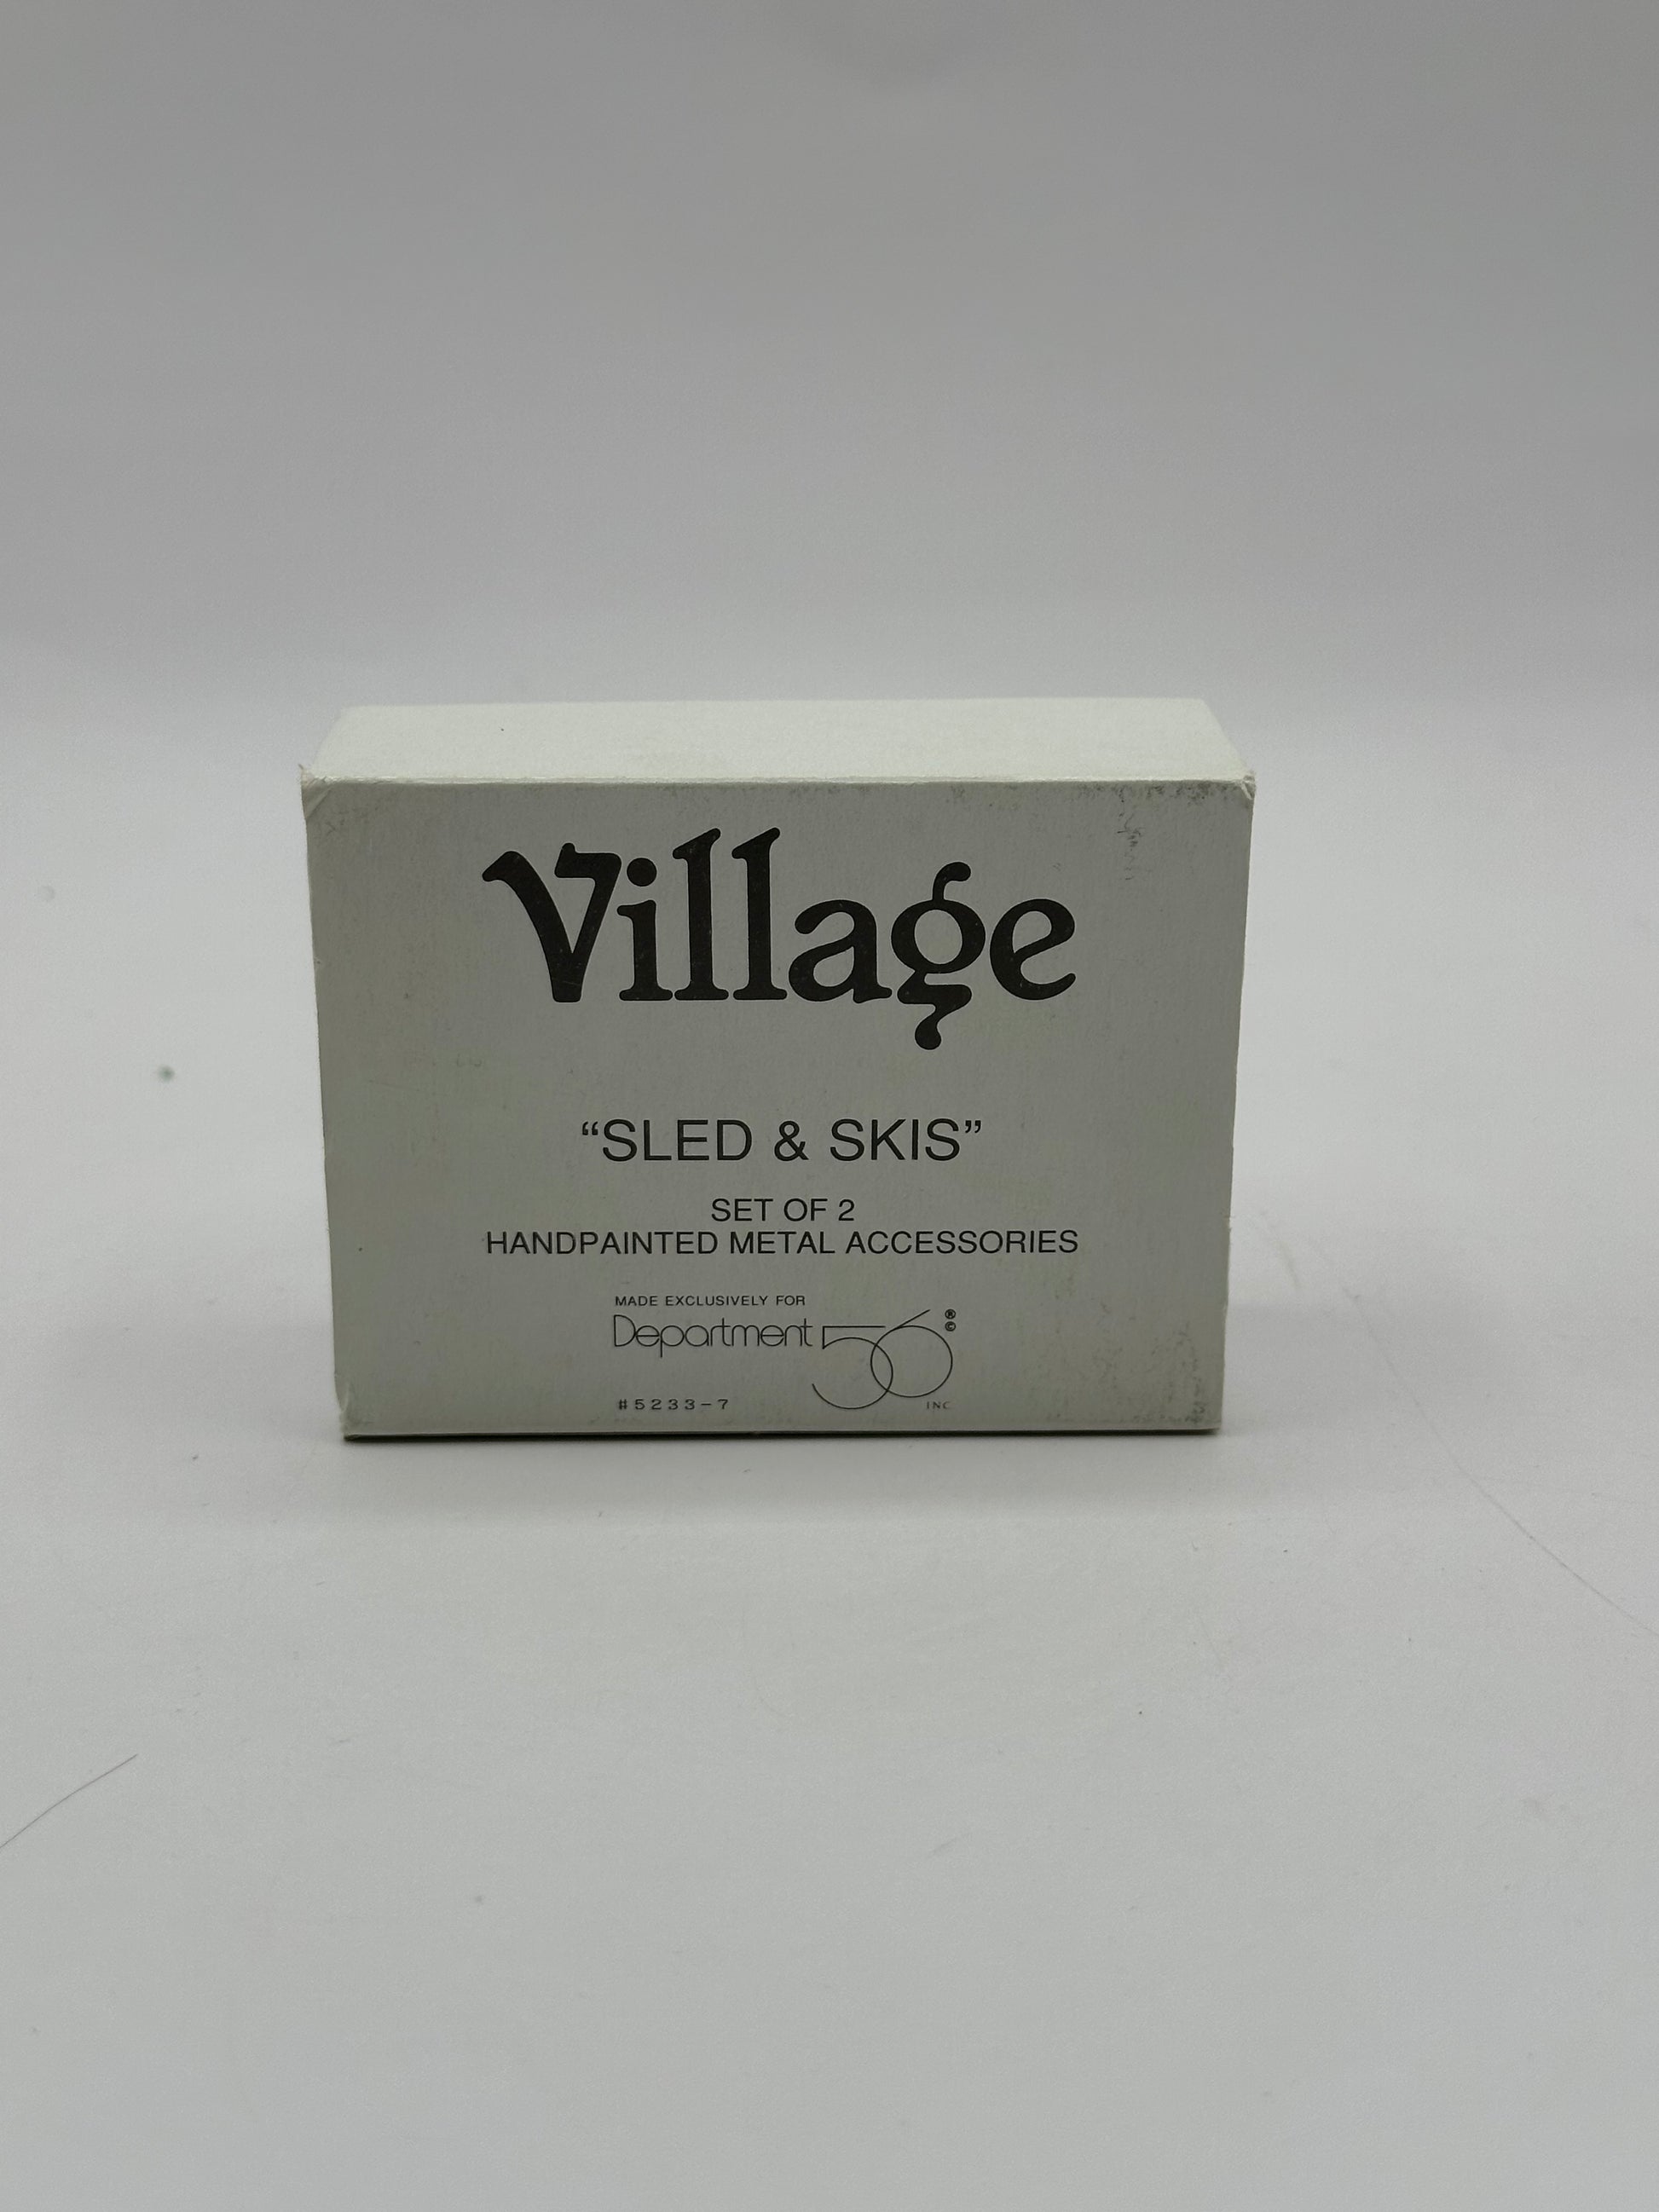 Village
“SLED & SKIS”
SET OF 2
HANDPAINTED METAL ACCESSORIES
MADE EXCLUSIVELY FOR
Department 56 ® ©
#5233-7 INC